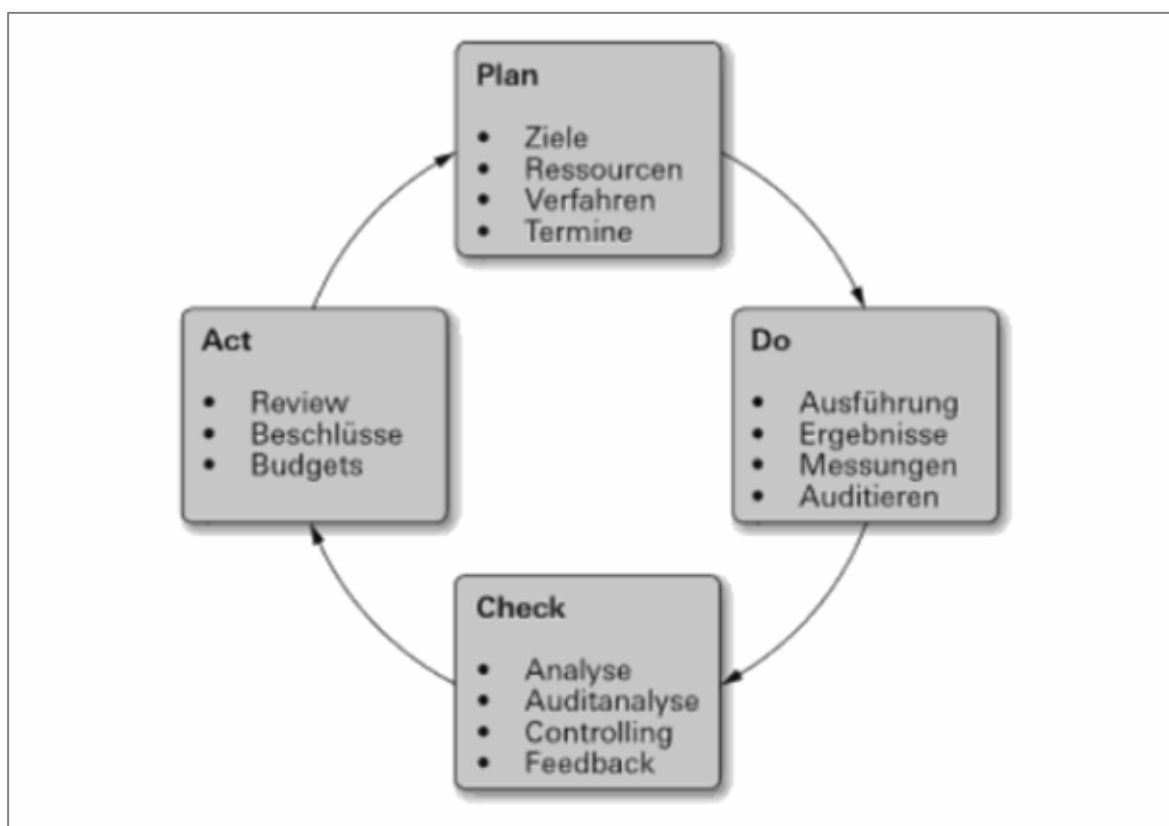 Plan
• Ziele
• Ressourcen
• Verfahren
• Termine
Do
• Ausführung
• Ergebnisse
• Messungen
• Auditieren
Check
• Analyse
• Auditanalyse
• Controlling
• Feedback
Act
• Review
• Beschlüsse
• Budgets